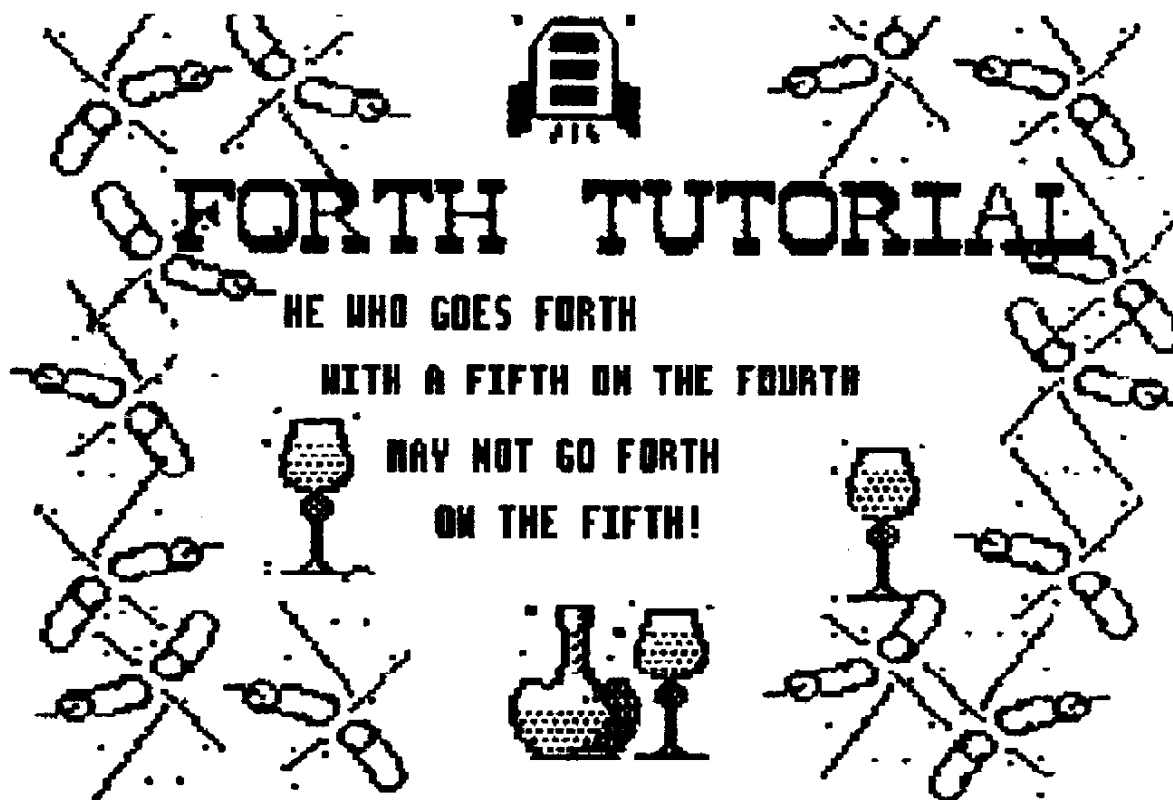 FORTH TUTORIAL
HE WHO GOES FORTH
WITH A FIFTH ON THE FOURTH
MAY NOT GO FORTH
ON THE FIFTH!